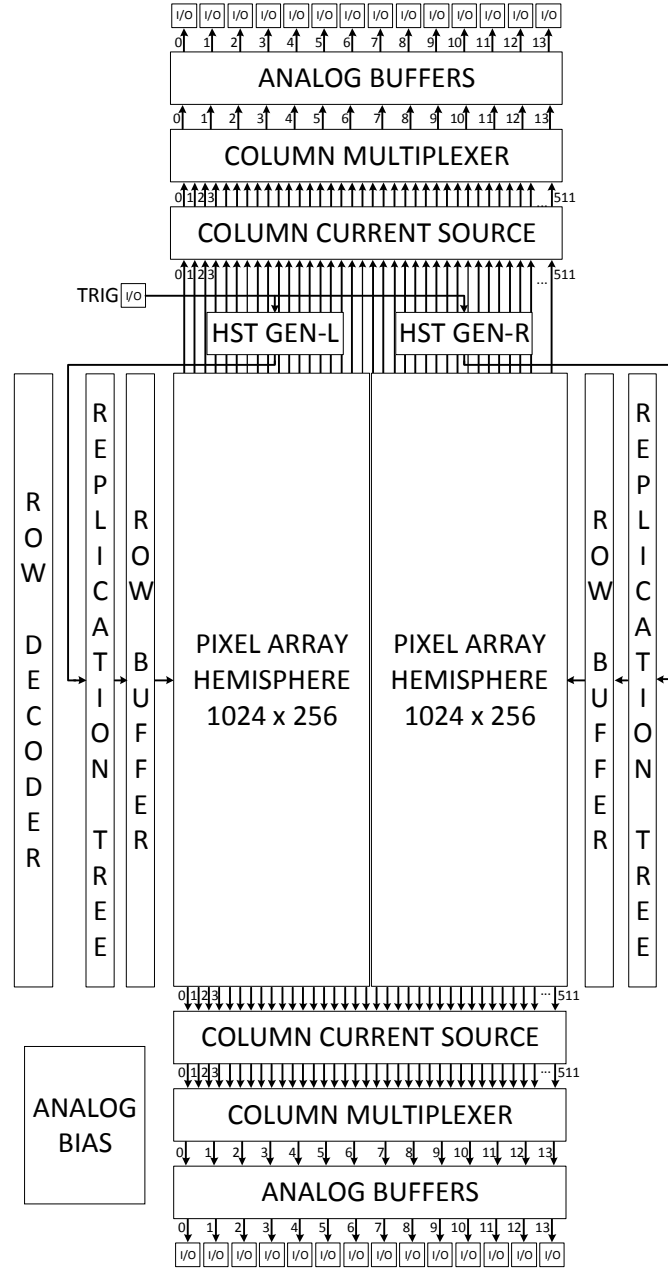 I/O I/O I/O I/O I/O I/O I/O I/O I/O I/O I/O I/O I/O I/O
0 1 2 3 4 5 6 7 8 9 10 11 12 13
ANALOG BUFFERS
0 1 2 3 4 5 6 7 8 9 10 11 12 13
COLUMN MULTIPLEXER
0 1 2 3 ... 511
COLUMN CURRENT SOURCE
0 1 2 3 ... 511
TRIG I/O
HST GEN-L
HST GEN-R
ROW DECODER
REPLICATION TREE
ROW BUFFER
PIXEL ARRAY
HEMISPHERE
1024 x 256
PIXEL ARRAY
HEMISPHERE
1024 x 256
ROW BUFFER
REPLICATION TREE
0 1 2 3 ... 511
COLUMN CURRENT SOURCE
0 1 2 3 ... 511
COLUMN MULTIPLEXER
0 1 2 3 4 5 6 7 8 9 10 11 12 13
ANALOG BUFFERS
0 1 2 3 4 5 6 7 8 9 10 11 12 13
I/O I/O I/O I/O I/O I/O I/O I/O I/O I/O I/O I/O I/O I/O
ANALOG
BIAS